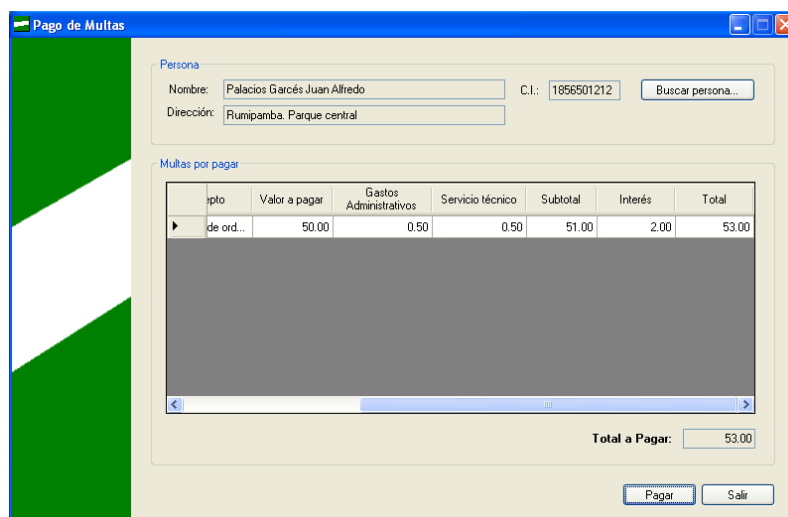 Pago de Multas
Persona
Nombre: Palacios Garcés Juan Alfredo C.I.: 1856501212 Buscar persona...
Dirección: Rumipamba. Parque central
Multas por pagar
epto Valor a pagar Gastos Administrativos Servicio técnico Subtotal Interés Total
de ord... 50.00 0.50 0.50 51.00 2.00 53.00
Total a Pagar: 53.00
Pagar Salir